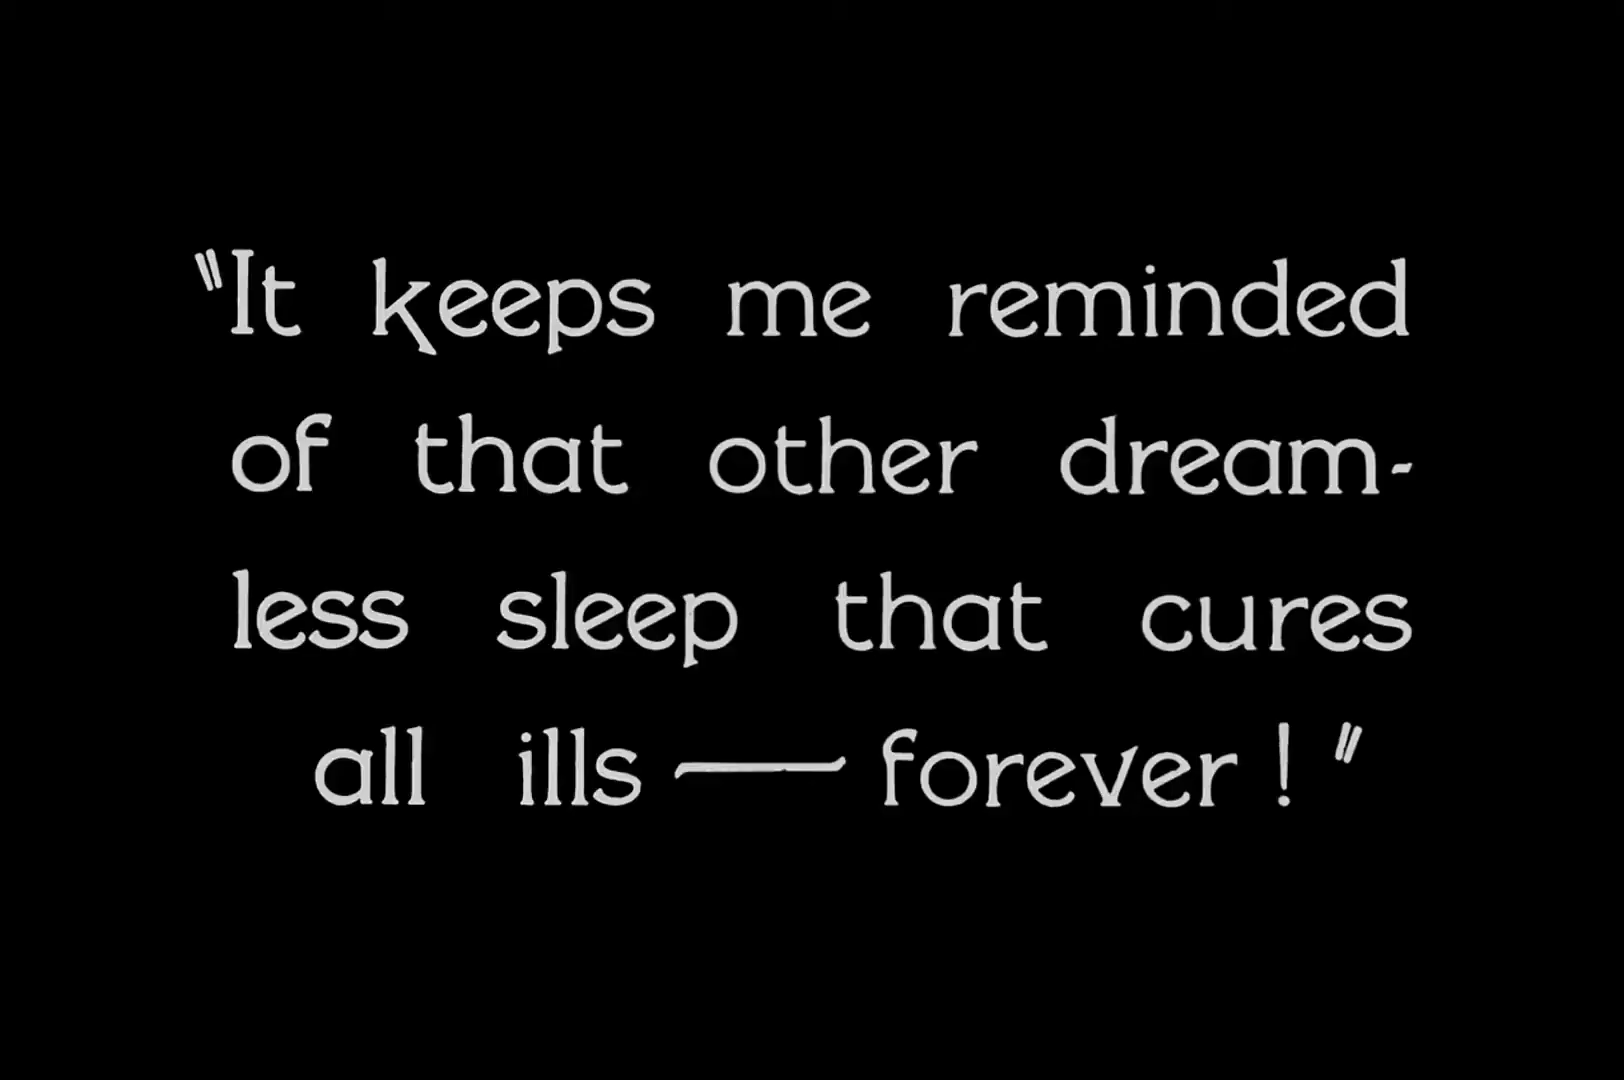 "It keeps me reminded
of that other dream-
less sleep that cures
all ills — forever!"